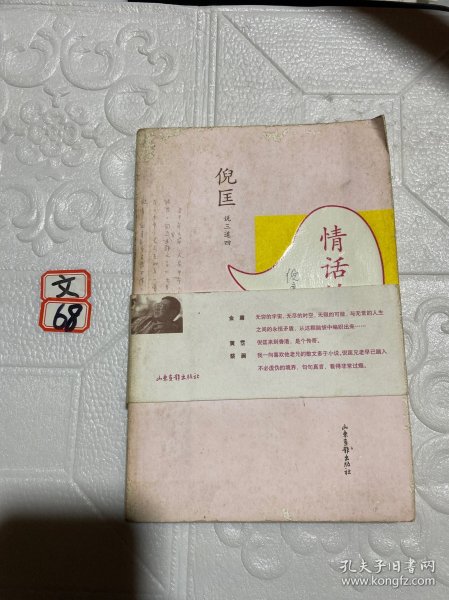 倪匡
说三道四
情话
文
68
金庸 无穷的宇宙，无尽的时空，无限的可能，与无常的人生
之间的永恒矛盾，从这颗脑袋中编织出来……
黄霑 倪匡来到香港，是个传奇。
蔡澜 我一向喜欢他老兄的散文多于小说，倪匡兄老早已踏入
不必虚伪的境界，句句真言，看得非常过瘾。
山东画报出版社
山东画报出版社
孔夫子旧书网
www.kongfz.com